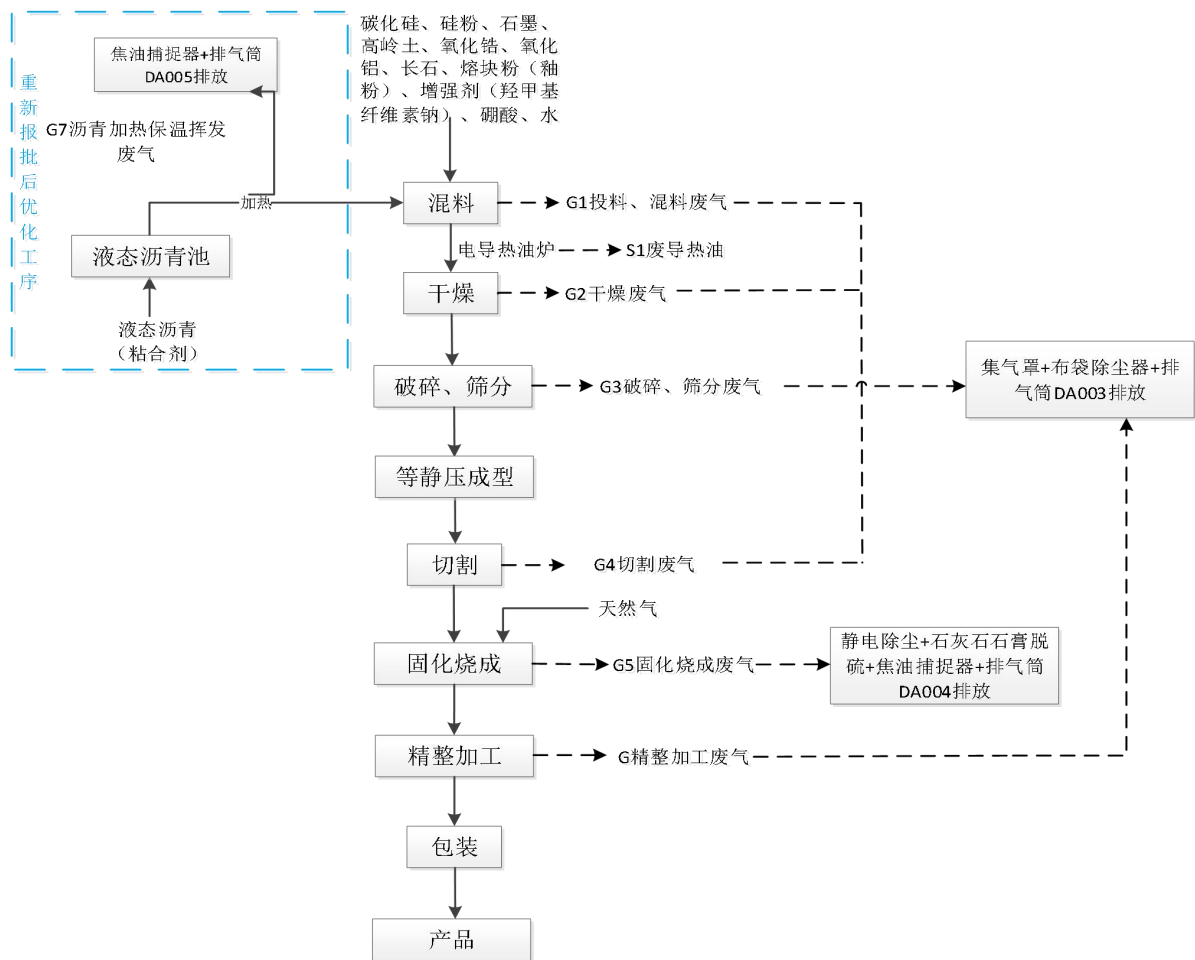 重新报批后优化工序
焦油捕捉器+排气筒
DA005排放
G7沥青加热保温挥发
废气
加热
液态沥青池
液态沥青
（粘合剂）
碳化硅、硅粉、石墨、
高岭土、氧化锆、氧化
铝、长石、熔块粉（釉
粉）、增强剂（羟甲基
纤维素钠）、硼酸、水
混料
G1投料、混料废气
电导热油炉
S1废导热油
干燥
G2干燥废气
破碎、筛分
G3破碎、筛分废气
集气罩+布袋除尘器+排
气筒DA003排放
等静压成型
切割
G4切割废气
天然气
固化烧成
G5固化烧成废气
静电除尘+石灰石石膏脱
硫+焦油捕捉器+排气筒
DA004排放
精整加工
G精整加工废气
包装
产品